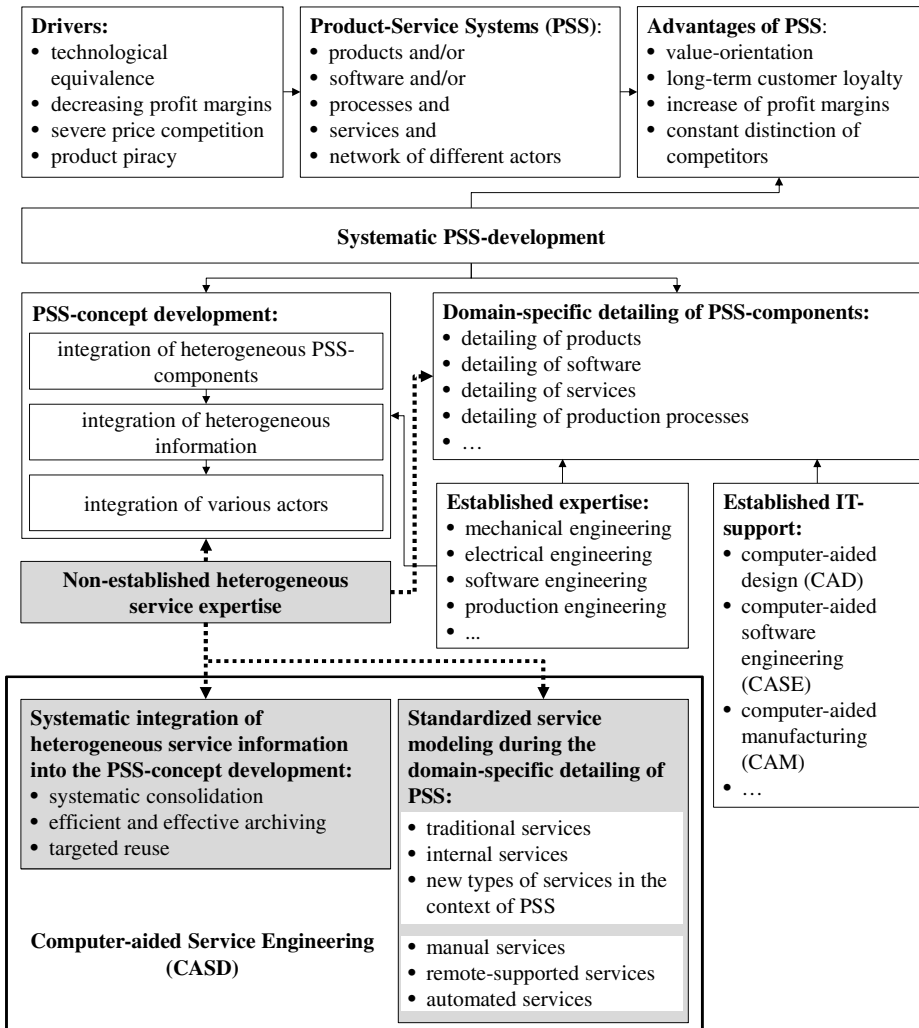 Drivers:
• technological
equivalence
• decreasing profit margins
• severe price competition
• product piracy
Product-Service Systems (PSS):
• products and/or
• software and/or
• processes and
• services and
• network of different actors
Advantages of PSS:
• value-orientation
• long-term customer loyalty
• increase of profit margins
• constant distinction of
competitors
Systematic PSS-development
PSS-concept development:
integration of heterogeneous PSS-
components
integration of heterogeneous
information
integration of various actors
Domain-specific detailing of PSS-components:
• detailing of products
• detailing of software
• detailing of services
• detailing of production processes
• …
Non-established heterogeneous
service expertise
Established expertise:
• mechanical engineering
• electrical engineering
• software engineering
• production engineering
• ...
Established IT-
support:
• computer-aided
design (CAD)
• computer-aided
software
engineering
(CASE)
• computer-aided
manufacturing
(CAM)
• …
Systematic integration of
heterogeneous service information
into the PSS-concept development:
• systematic consolidation
• efficient and effective archiving
• targeted reuse
Standardized service
modeling during the
domain-specific detailing of
PSS:
• traditional services
• internal services
• new types of services in the
context of PSS
• manual services
• remote-supported services
• automated services
Computer-aided Service Engineering
(CASD)